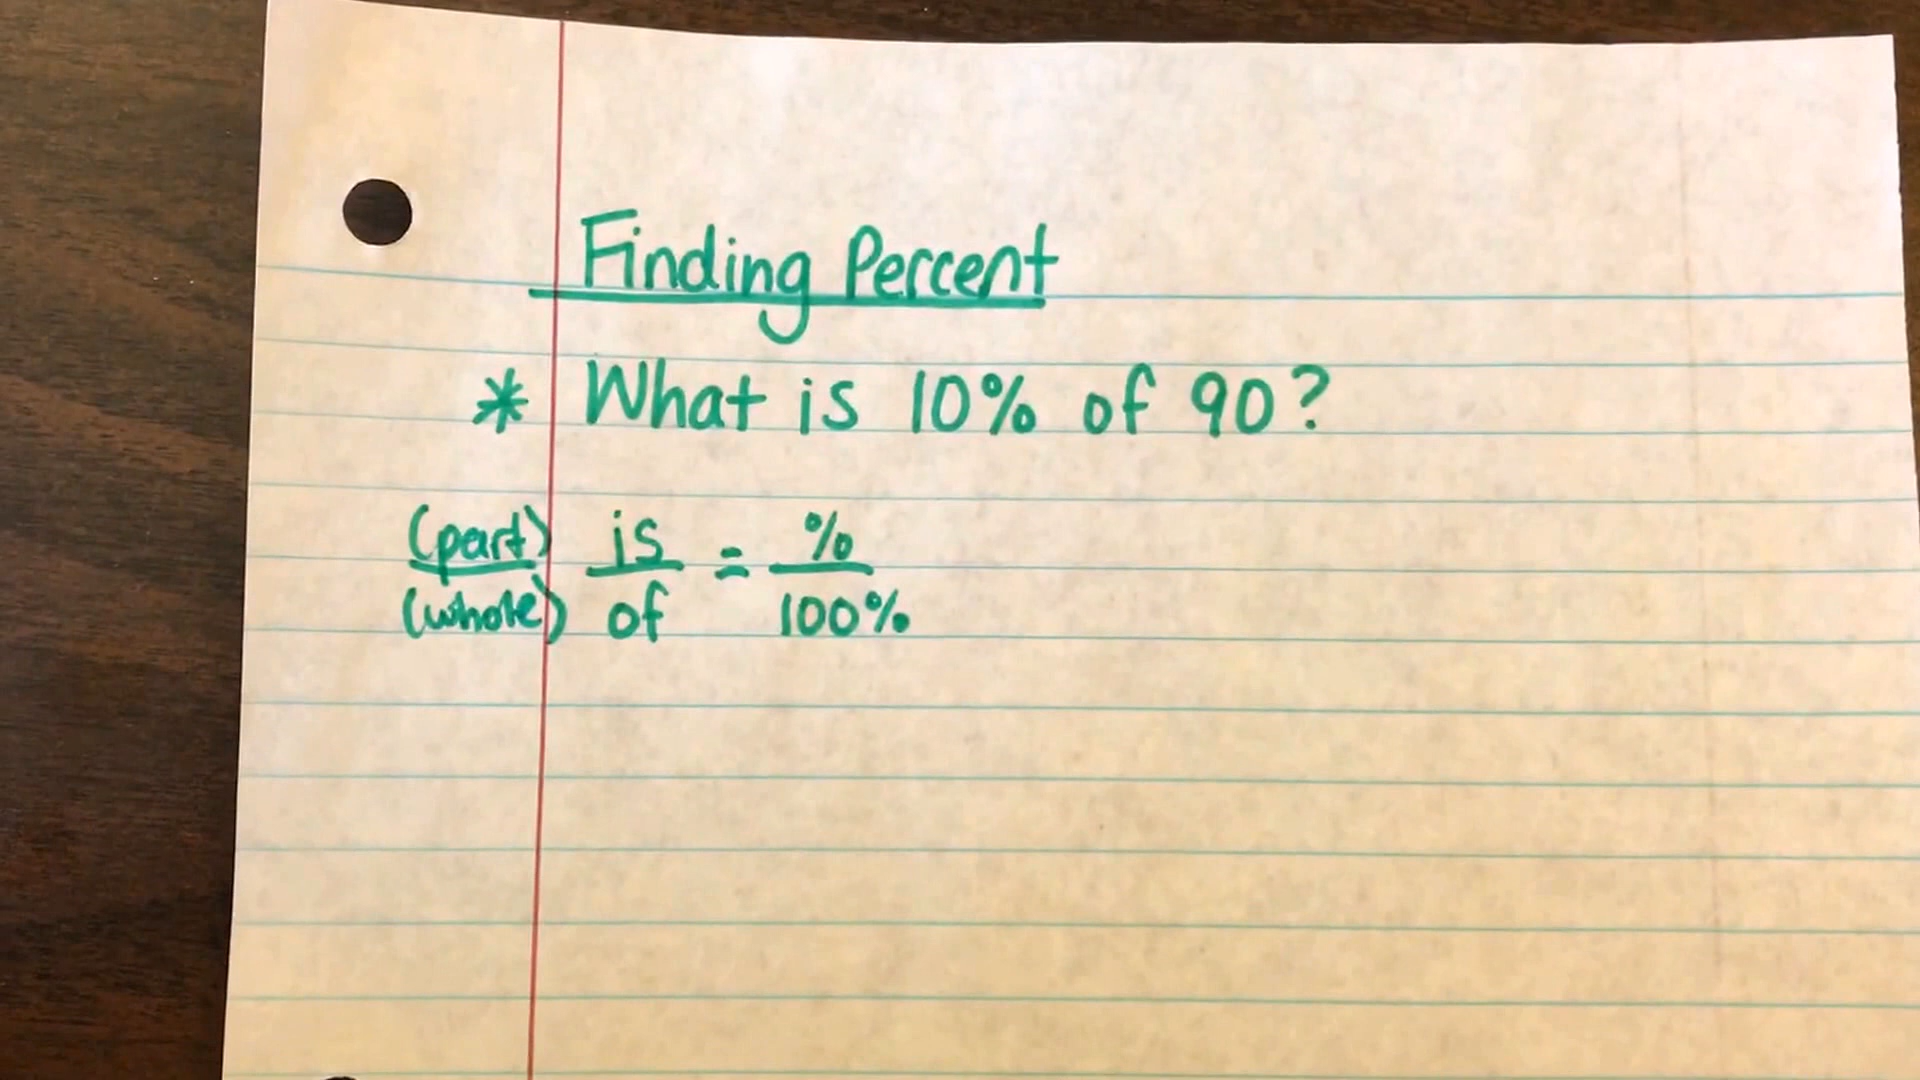 Finding Percent
* What is 10% of 90?
(part) is = %
(whole) of 100%